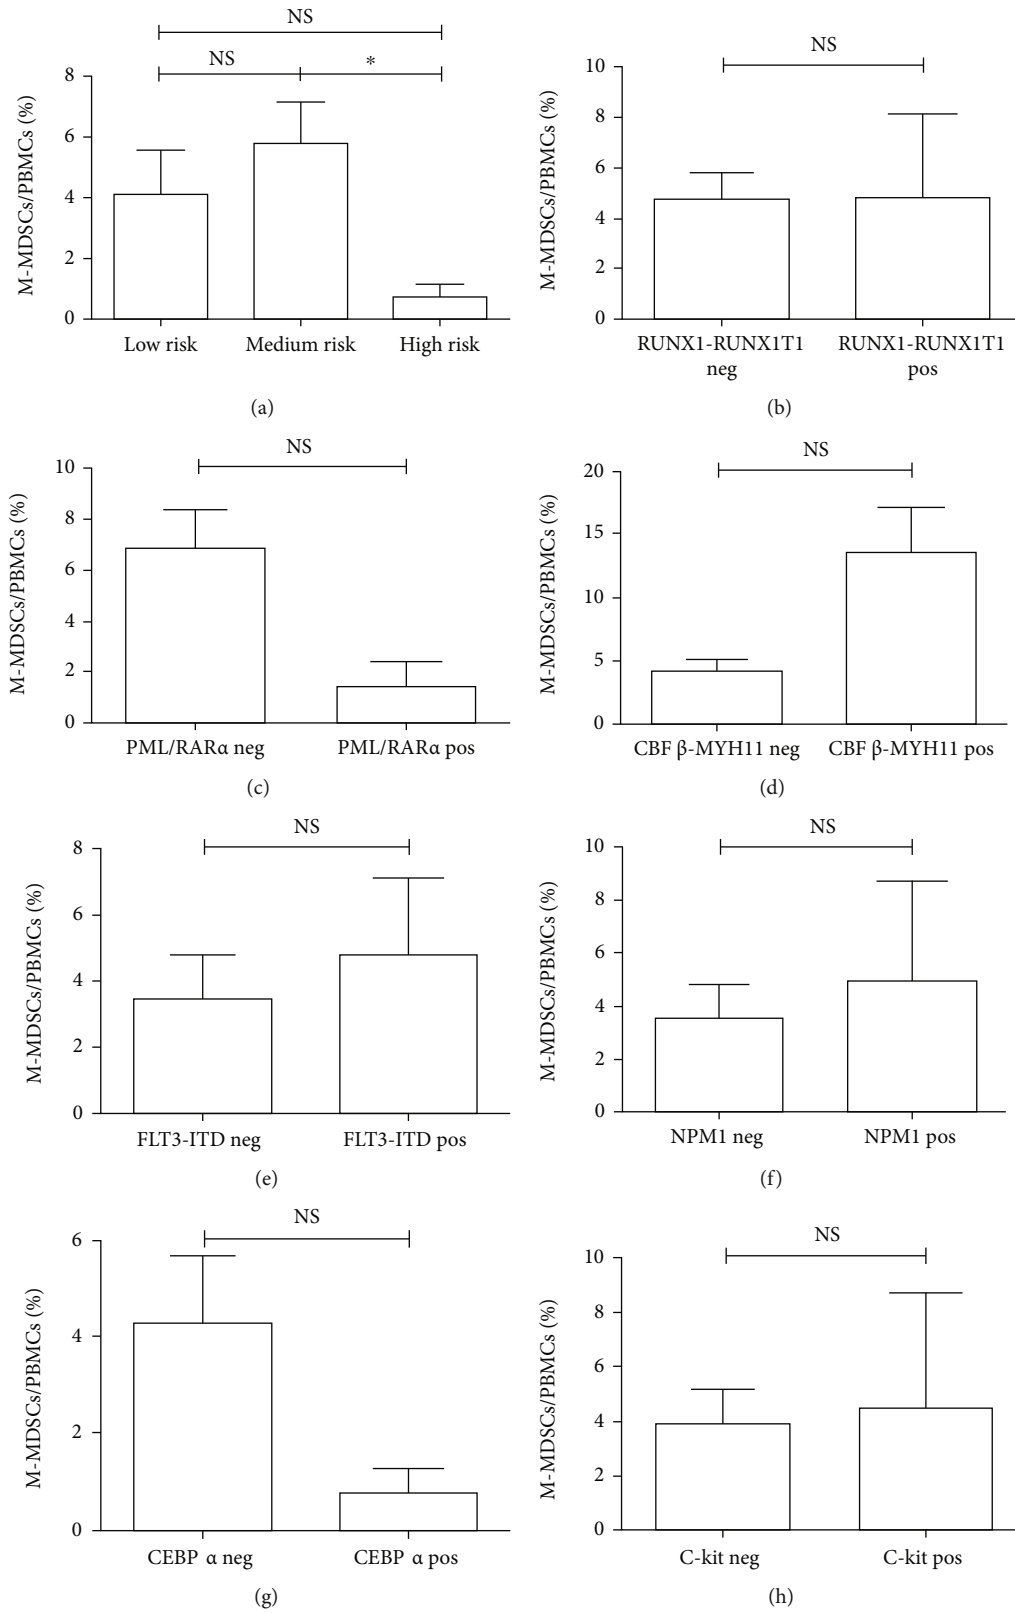 NS
NS
*
M-MDSCs/PBMCs (%)
8
6
4
2
0
Low risk Medium risk High risk
(a)
NS
M-MDSCs/PBMCs (%)
10
8
6
4
2
0
RUNX1-RUNX1T1
neg
RUNX1-RUNX1T1
pos
(b)
NS
M-MDSCs/PBMCs (%)
10
8
6
4
2
0
PML/RARα neg PML/RARα pos
(c)
NS
M-MDSCs/PBMCs (%)
20
15
10
5
0
CBF β-MYH11 neg CBF β-MYH11 pos
(d)
NS
M-MDSCs/PBMCs (%)
8
6
4
2
0
FLT3-ITD neg FLT3-ITD pos
(e)
NS
M-MDSCs/PBMCs (%)
10
8
6
4
2
0
NPM1 neg NPM1 pos
(f)
NS
M-MDSCs/PBMCs (%)
6
4
2
0
CEBP α neg CEBP α pos
(g)
NS
M-MDSCs/PBMCs (%)
10
8
6
4
2
0
C-kit neg C-kit pos
(h)